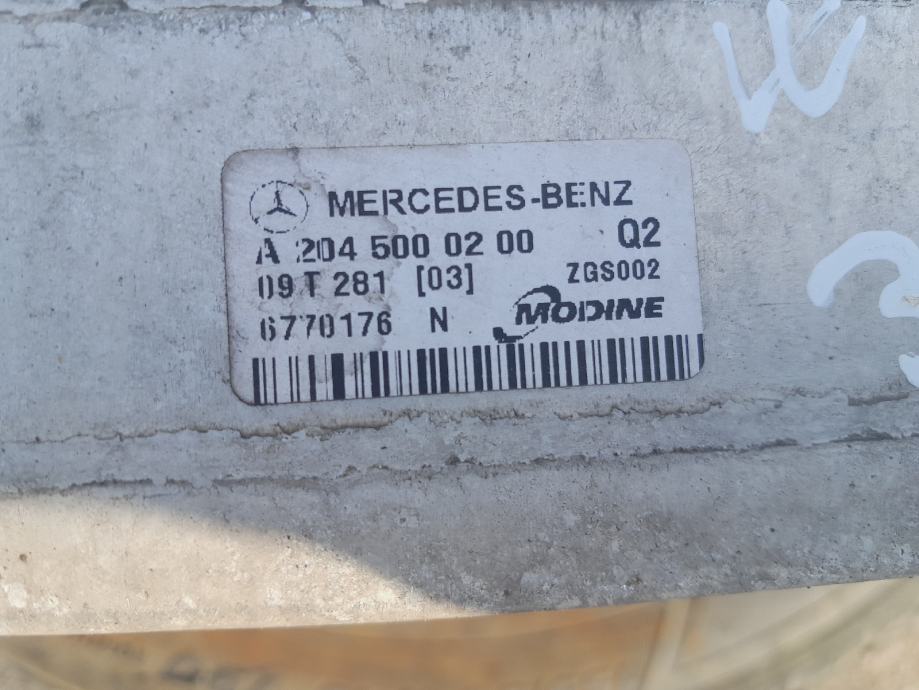 W
MERCEDES-BENZ
A 204 500 02 00 Q2
09 T 281 [03] ZGS002
6770176 N MODINE